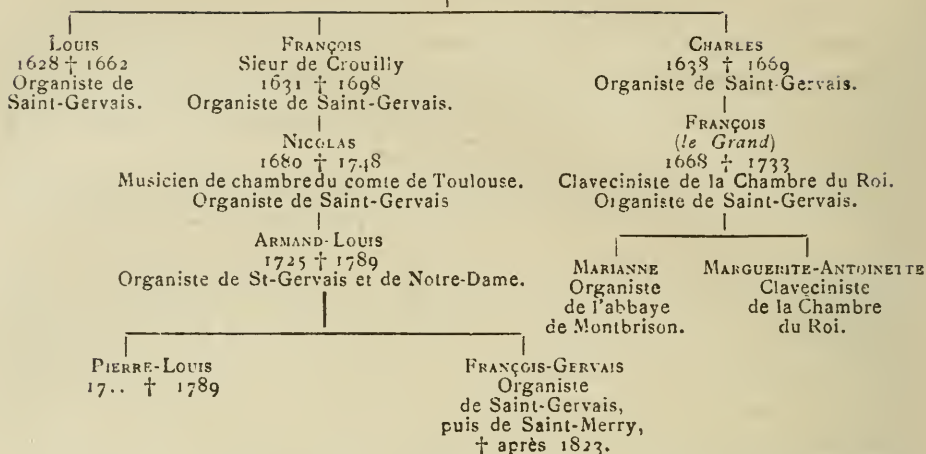 Louis
1628 † 1662
Organiste de
Saint-Gervais.
François
Sieur de Crouilly
1631 † 1698
Organiste de Saint-Gervais.
Charles
1638 † 1669
Organiste de Saint-Gervais.
Nicolas
1680 † 1748
Musicien de chambre du comte de Toulouse.
Organiste de Saint-Gervais
François
(le Grand)
1668 † 1733
Claveciniste de la Chambre du Roi.
Organiste de Saint-Gervais.
Armand-Louis
1725 † 1789
Organiste de St-Gervais et de Notre-Dame.
Marianne
Organiste
de l'abbaye
de Montbrison.
Marguerite-Antoinette
Claveciniste
de la Chambre
du Roi.
Pierre-Louis
17.. † 1789
François-Gervais
Organiste
de Saint-Gervais,
puis de Saint-Merry,
† après 1823.